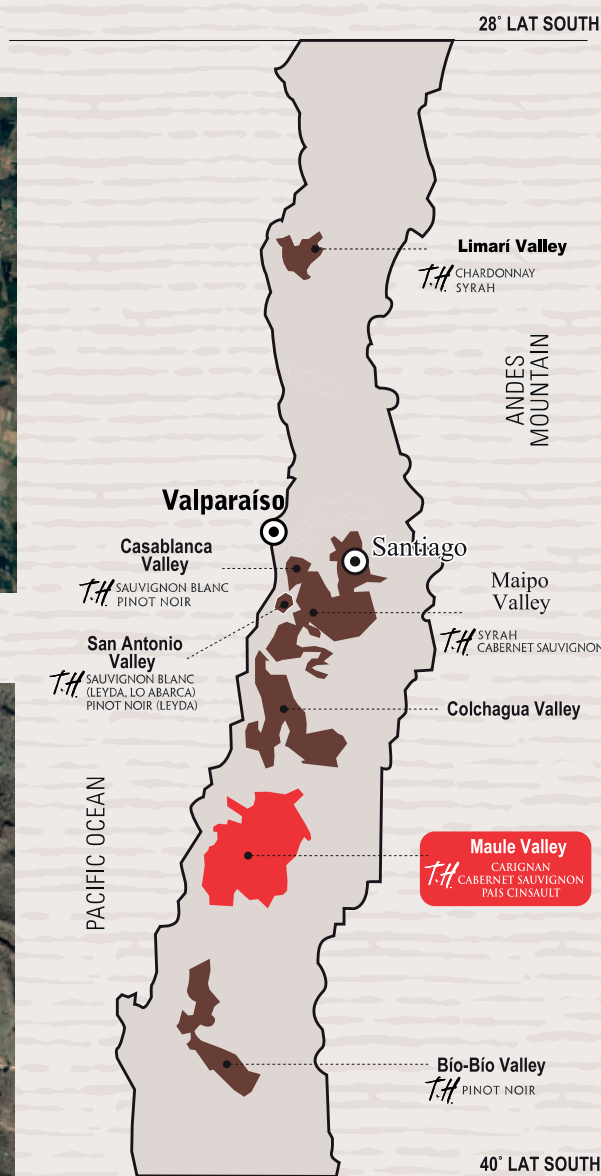 28° LAT SOUTH
Limarí Valley
T.H. CHARDONNAY
SYRAH
ANDES
MOUNTAIN
Valparaíso
Santiago
Casablanca
Valley
T.H. SAUVIGNON BLANC
PINOT NOIR
Maipo
Valley
T.H. SYRAH
CABERNET SAUVIGNON
San Antonio
Valley
T.H. SAUVIGNON BLANC
(LEYDA, LO ABARCA)
PINOT NOIR (LEYDA)
Colchagua Valley
PACIFIC OCEAN
Maule Valley
T.H. CARIGNAN
CABERNET SAUVIGNON
PAIS CINSAULT
Bío-Bío Valley
T.H. PINOT NOIR
40° LAT SOUTH